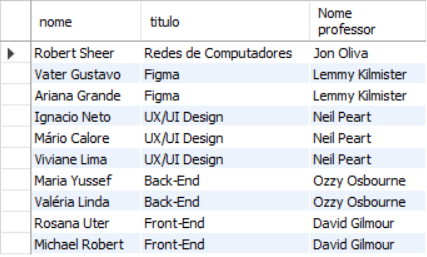 nome titulo Nome professor
Robert Sheer Redes de Computadores Jon Oliva
Vater Gustavo Figma Lemmy Kilmister
Ariana Grande Figma Lemmy Kilmister
Ignacio Neto UX/UI Design Neil Peart
Mário Calore UX/UI Design Neil Peart
Viviane Lima UX/UI Design Neil Peart
Maria Yussef Back-End Ozzy Osbourne
Valéria Linda Back-End Ozzy Osbourne
Rosana Uter Front-End David Gilmour
Michael Robert Front-End David Gilmour